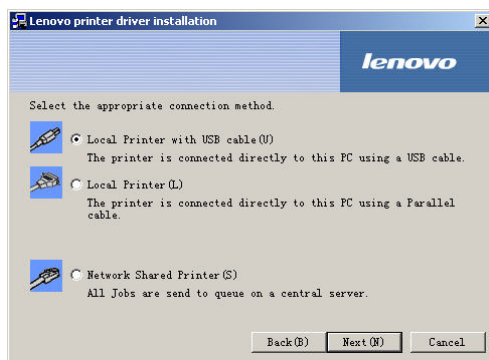 Lenovo printer driver installation
lenovo
Select the appropriate connection method.
Local Printer with USB cable(U)
The printer is connected directly to this PC using a USB cable.
Local Printer(L)
The printer is connected directly to this PC using a Parallel
cable.
Network Shared Printer(S)
All Jobs are send to queue on a central server.
Back(B) Next(N) Cancel